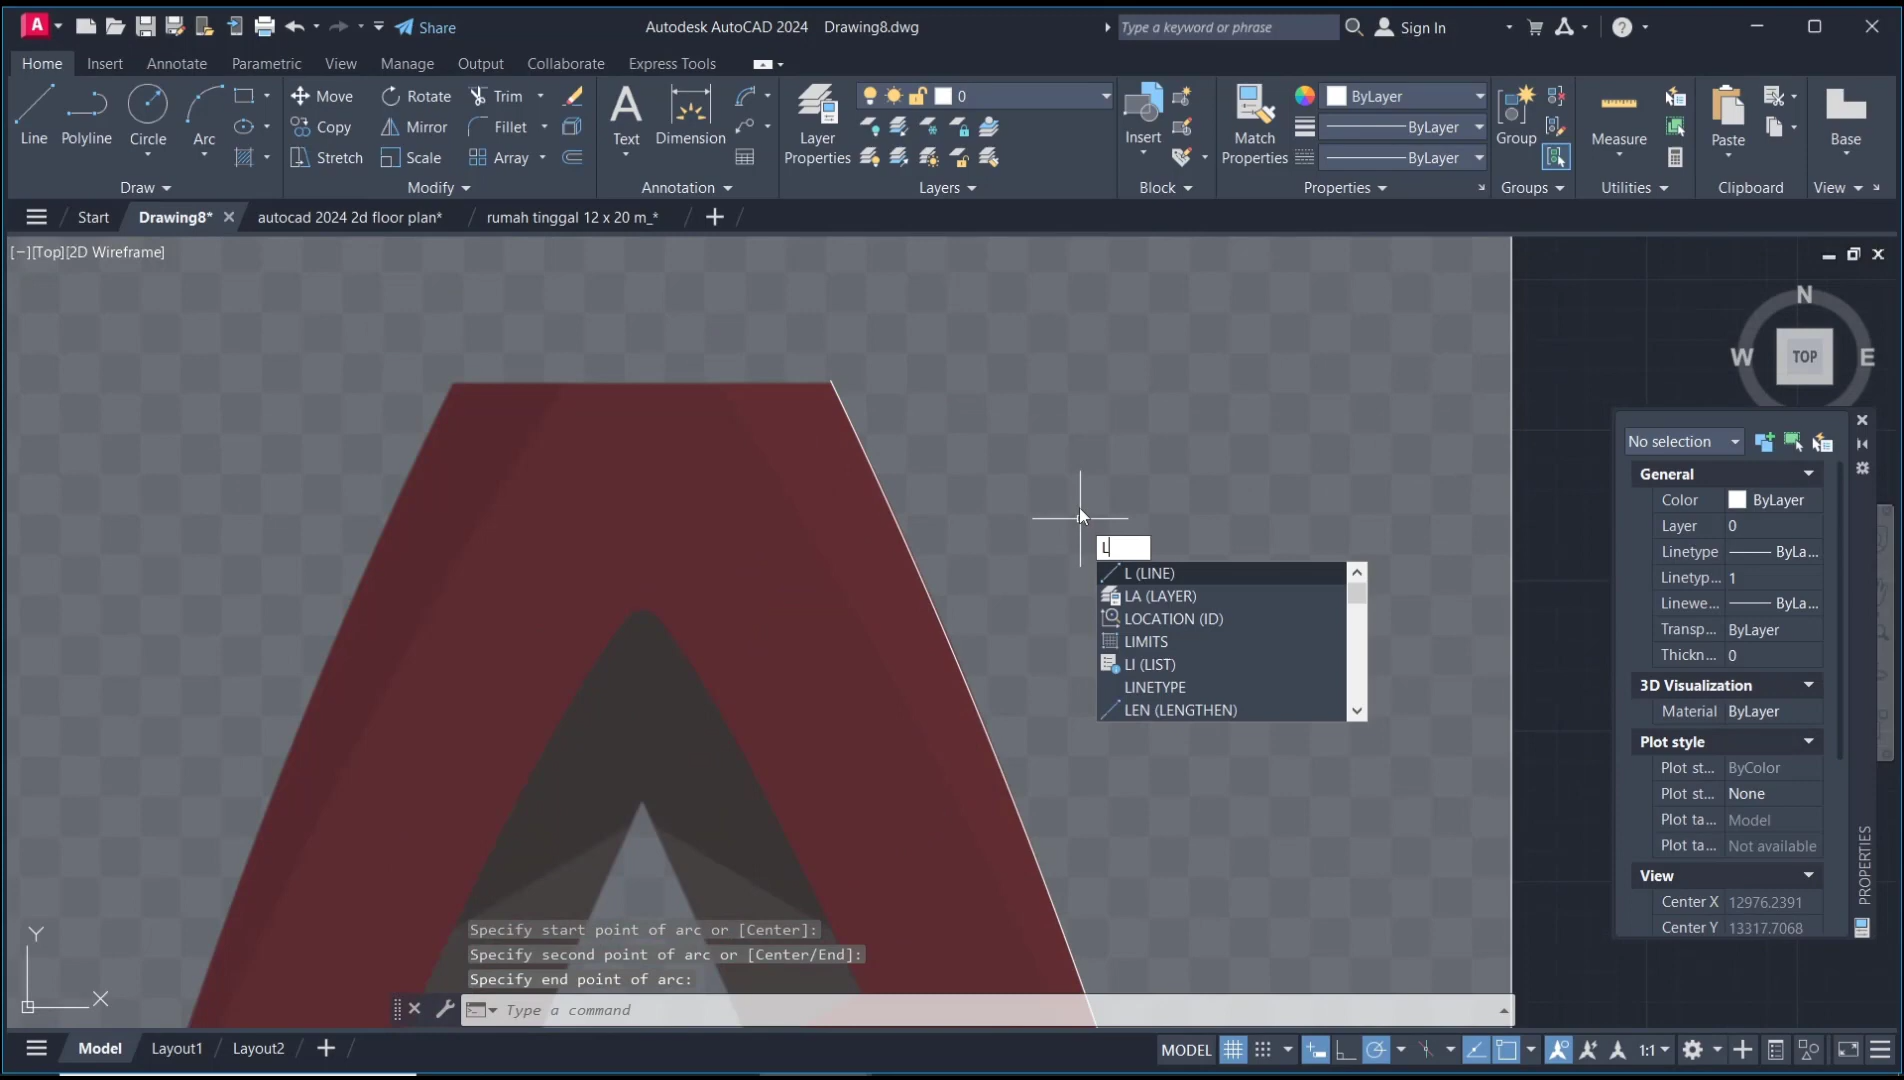 A Share Autodesk AutoCAD 2024 Drawing8.dwg Type a keyword or phrase Sign In
Home Insert Annotate Parametric View Manage Output Collaborate Express Tools
Line Polyline Circle Arc Move Rotate Trim Text Dimension Layer Properties 0 Insert Match Properties ByLayer Group Measure Paste Base
Copy Mirror Fillet ByLayer
Stretch Scale Array ByLayer
Draw Modify Annotation Layers Block Properties Groups Utilities Clipboard View
Start Drawing8* autocad 2024 2d floor plan* rumah tinggal 12 x 20 m_*
[−][Top][2D Wireframe]
N
W TOP E
No selection
General
Color ByLayer
Layer 0
Linetype ByLa...
Linetyp... 1
Linewe... ByLa...
Transp... ByLayer
Thickn... 0
3D Visualization
Material ByLayer
Plot style
Plot st... ByColor
Plot st... None
Plot ta... Model
Plot ta... Not available
View
Center X 12976.2391
Center Y 13317.7068
PROPERTIES
L
L (LINE)
LA (LAYER)
LOCATION (ID)
LIMITS
LI (LIST)
LINETYPE
LEN (LENGTHEN)
Specify start point of arc or [Center]:
Specify second point of arc or [Center/End]:
Specify end point of arc:
Type a command
Y
X
Model Layout1 Layout2 MODEL 1:1